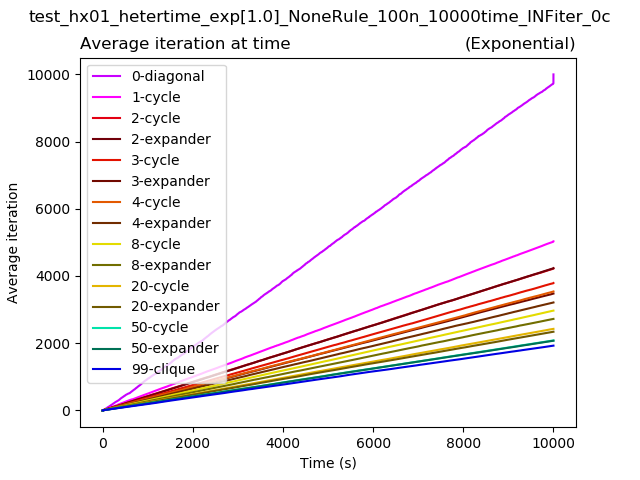 test_hx01_hetertime_exp[1.0]_NoneRule_100n_10000time_INFiter_0c
Average iteration at time (Exponential)
10000
8000
6000
4000
2000
0
Average iteration
0-diagonal
1-cycle
2-cycle
2-expander
3-cycle
3-expander
4-cycle
4-expander
8-cycle
8-expander
20-cycle
20-expander
50-cycle
50-expander
99-clique
0 2000 4000 6000 8000 10000
Time (s)